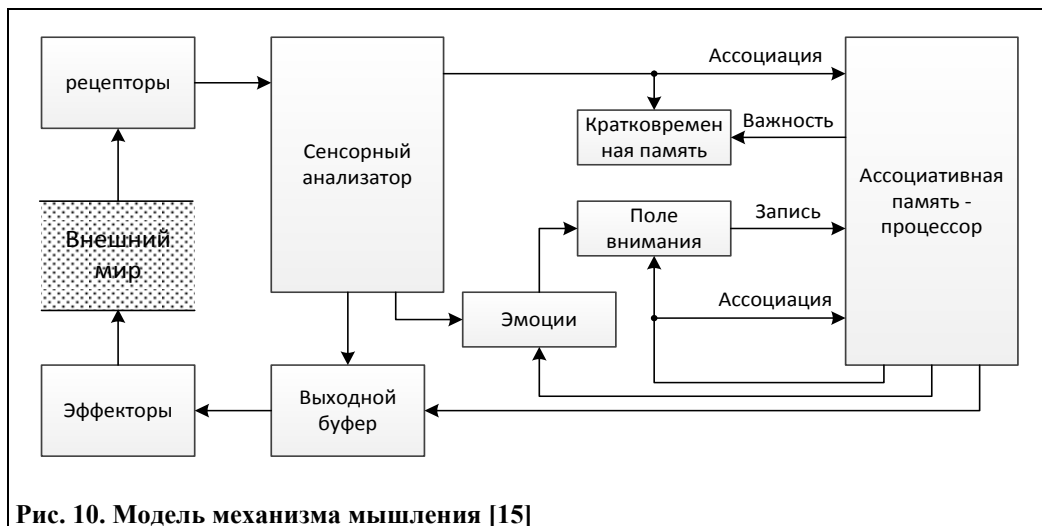 рецепторы
Сенсорный
анализатор
Ассоциация
Кратковремен
ная память
Важность
Ассоциативная
память -
процессор
Внешний
мир
Поле
внимания
Запись
Эмоции
Ассоциация
Эффекторы
Выходной
буфер
Рис. 10. Модель механизма мышления [15]